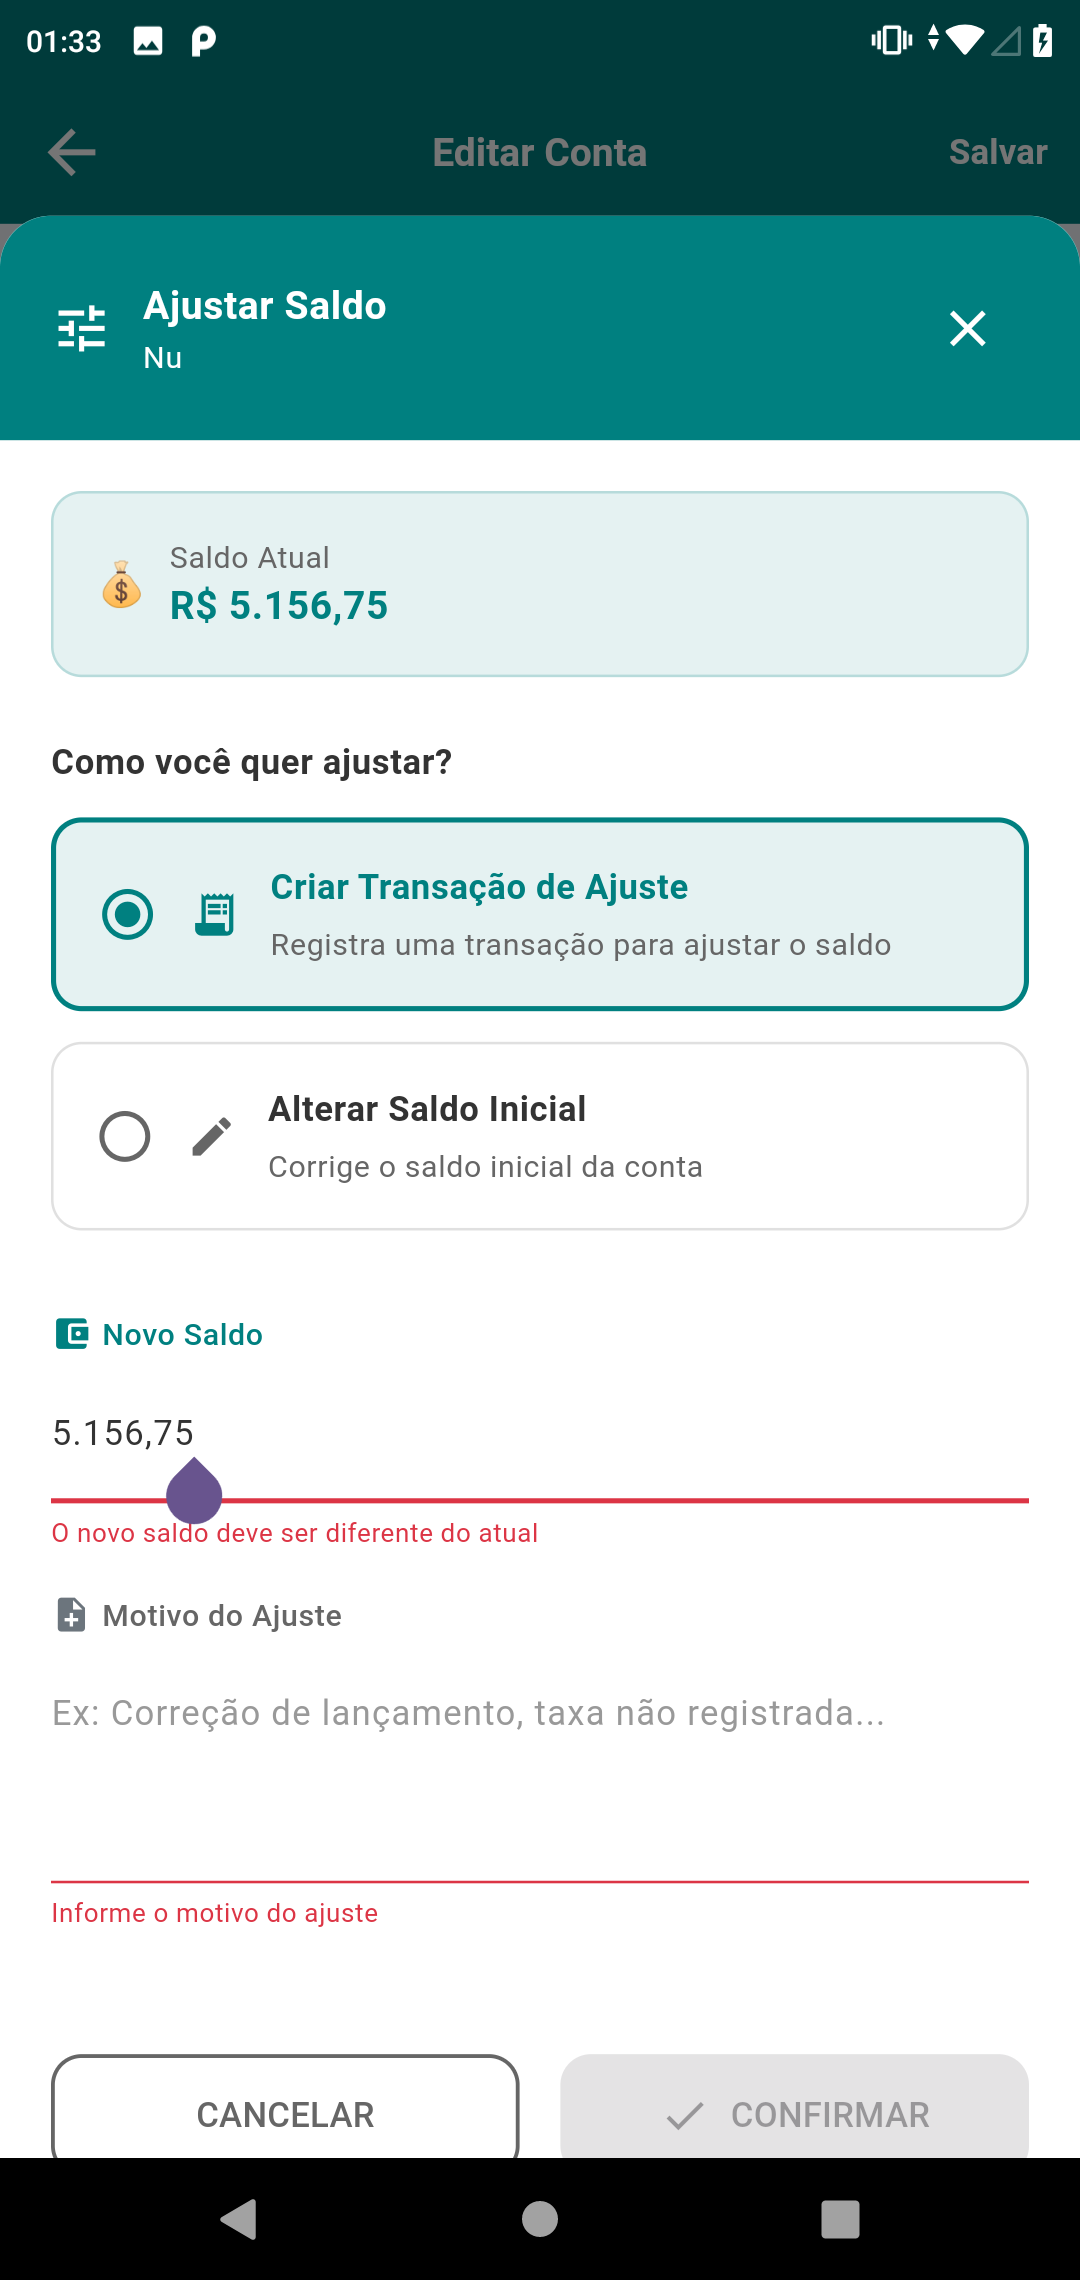 01:33
Editar Conta
Salvar
Ajustar Saldo
Nu
Saldo Atual
R$ 5.156,75
Como você quer ajustar?
Criar Transação de Ajuste
Registra uma transação para ajustar o saldo
Alterar Saldo Inicial
Corrige o saldo inicial da conta
Novo Saldo
5.156,75
O novo saldo deve ser diferente do atual
Motivo do Ajuste
Ex: Correção de lançamento, taxa não registrada...
Informe o motivo do ajuste
CANCELAR
CONFIRMAR